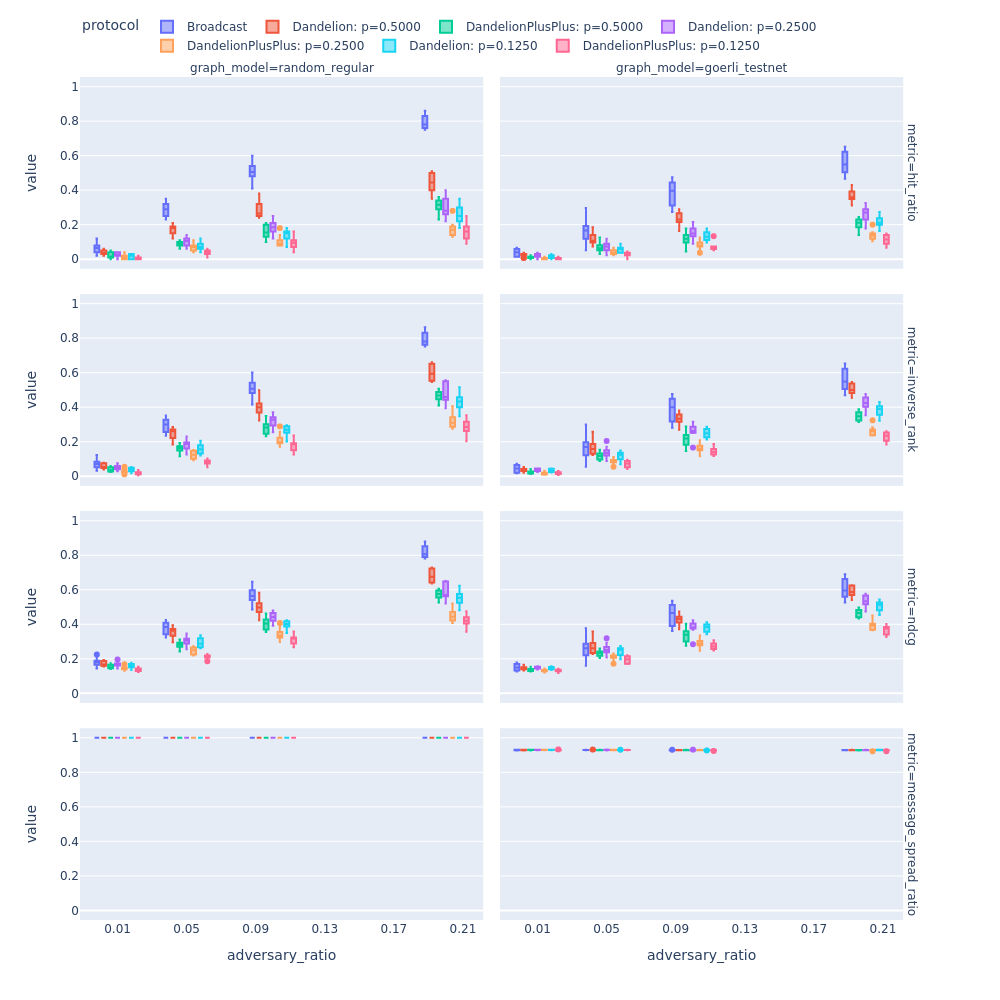 protocol
Broadcast Dandelion: p=0.5000 DandelionPlusPlus: p=0.5000 Dandelion: p=0.2500
DandelionPlusPlus: p=0.2500 Dandelion: p=0.1250 DandelionPlusPlus: p=0.1250
graph_model=random_regular
graph_model=goerli_testnet
1
0.8
0.6
0.4
0.2
0
value
metric=hit_ratio
1
0.8
0.6
0.4
0.2
0
value
metric=inverse_rank
1
0.8
0.6
0.4
0.2
0
value
metric=ndcg
1
0.8
0.6
0.4
0.2
0
value
metric=message_spread_ratio
0.01 0.05 0.09 0.13 0.17 0.21
0.01 0.05 0.09 0.13 0.17 0.21
adversary_ratio
adversary_ratio